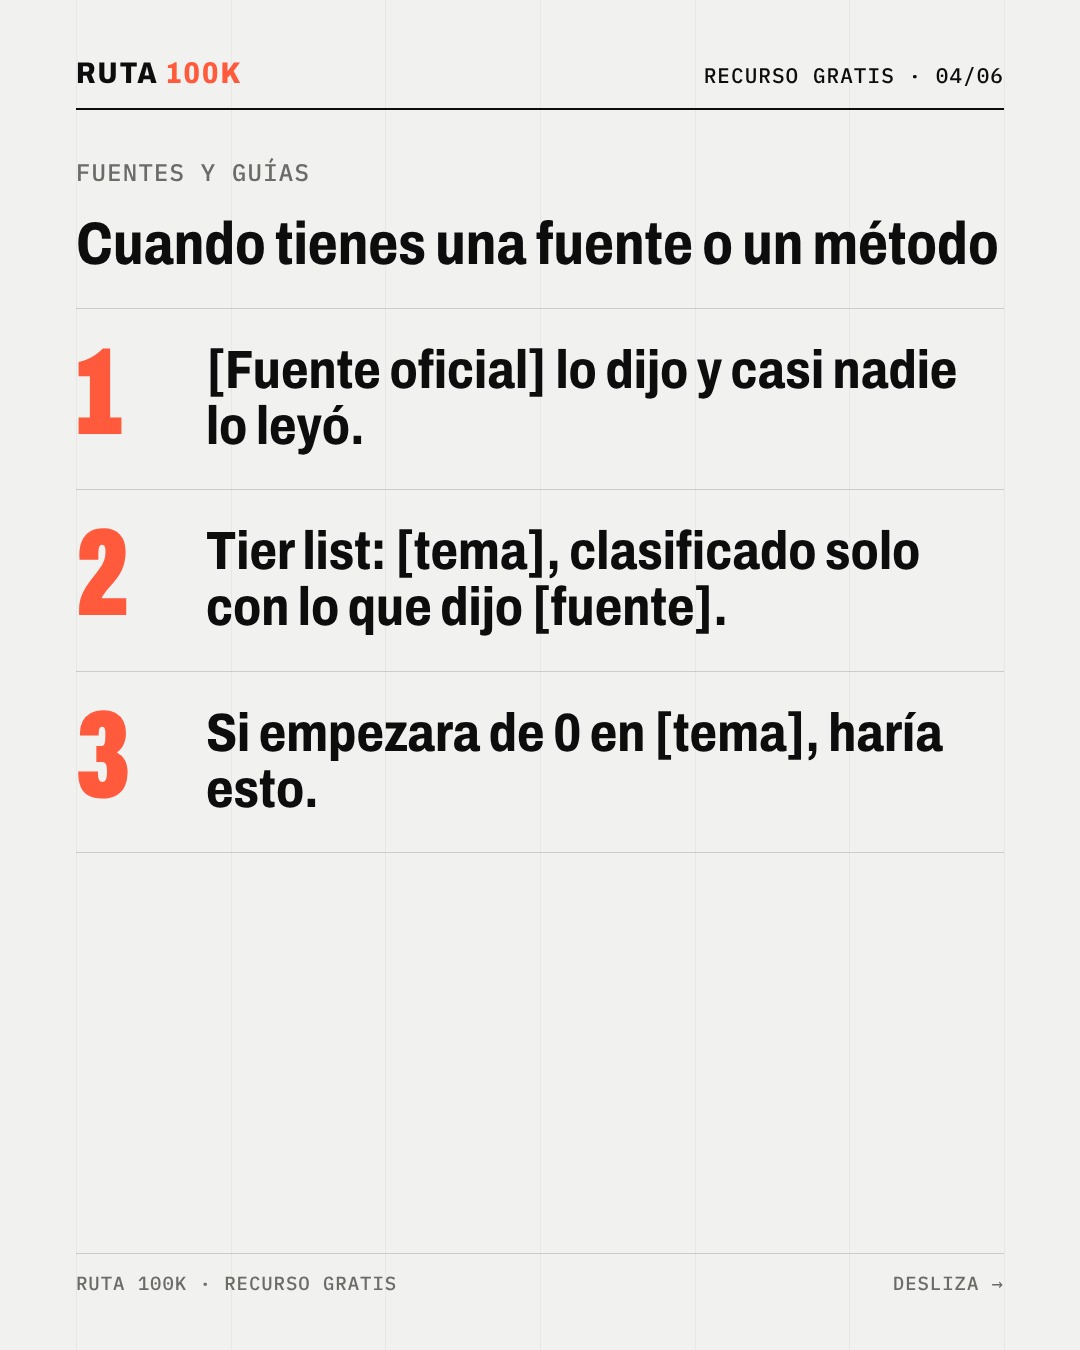 RUTA 100K
RECURSO GRATIS · 04/06
FUENTES Y GUÍAS
Cuando tienes una fuente o un método
1
[Fuente oficial] lo dijo y casi nadie
lo leyó.
2
Tier list: [tema], clasificado solo
con lo que dijo [fuente].
3
Si empezara de 0 en [tema], haría
esto.
RUTA 100K · RECURSO GRATIS
DESLIZA →